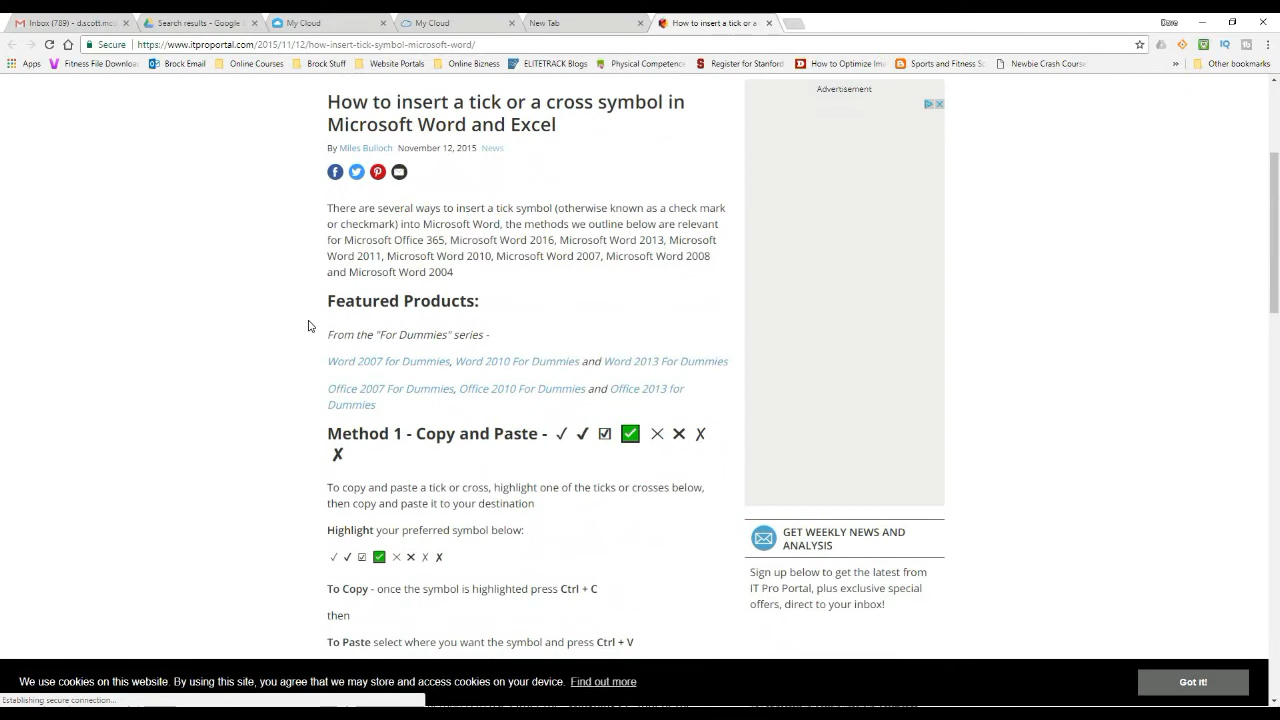 Inbox (789) - d.scott.mc
Search results - Google
My Cloud
My Cloud
New Tab
How to insert a tick or a
Dave
Secure
https://www.itproportal.com/2015/11/12/how-insert-tick-symbol-microsoft-word/
Apps
Fitness File Downloa
Brock Email
Online Courses
Brock Stuff
Website Portals
Online Bizness
ELITETRACK Blogs
Physical Competence
Register for Stanford
How to Optimize Ima
Sports and Fitness Sc
Newbie Crash Cours
»
Other bookmarks
How to insert a tick or a cross symbol in
Microsoft Word and Excel
By Miles Bulloch November 12, 2015 News
There are several ways to insert a tick symbol (otherwise known as a check mark
or checkmark) into Microsoft Word, the methods we outline below are relevant
for Microsoft Office 365, Microsoft Word 2016, Microsoft Word 2013, Microsoft
Word 2011, Microsoft Word 2010, Microsoft Word 2007, Microsoft Word 2008
and Microsoft Word 2004
Featured Products:
From the "For Dummies" series -
Word 2007 for Dummies, Word 2010 For Dummies and Word 2013 For Dummies
Office 2007 For Dummies, Office 2010 For Dummies and Office 2013 for
Dummies
Method 1 - Copy and Paste - ✓ ✔ ☑ ✅ ✕ ✖ ✗
✘
To copy and paste a tick or cross, highlight one of the ticks or crosses below,
then copy and paste it to your destination
Highlight your preferred symbol below:
✓ ✔ ☑ ✅ ✕ ✖ ✗ ✘
To Copy - once the symbol is highlighted press Ctrl + C
then
To Paste select where you want the symbol and press Ctrl + V
Advertisement
GET WEEKLY NEWS AND
ANALYSIS
Sign up below to get the latest from
IT Pro Portal, plus exclusive special
offers, direct to your inbox!
We use cookies on this website. By using this site, you agree that we may store and access cookies on your device. Find out more
Got it!
Establishing secure connection...